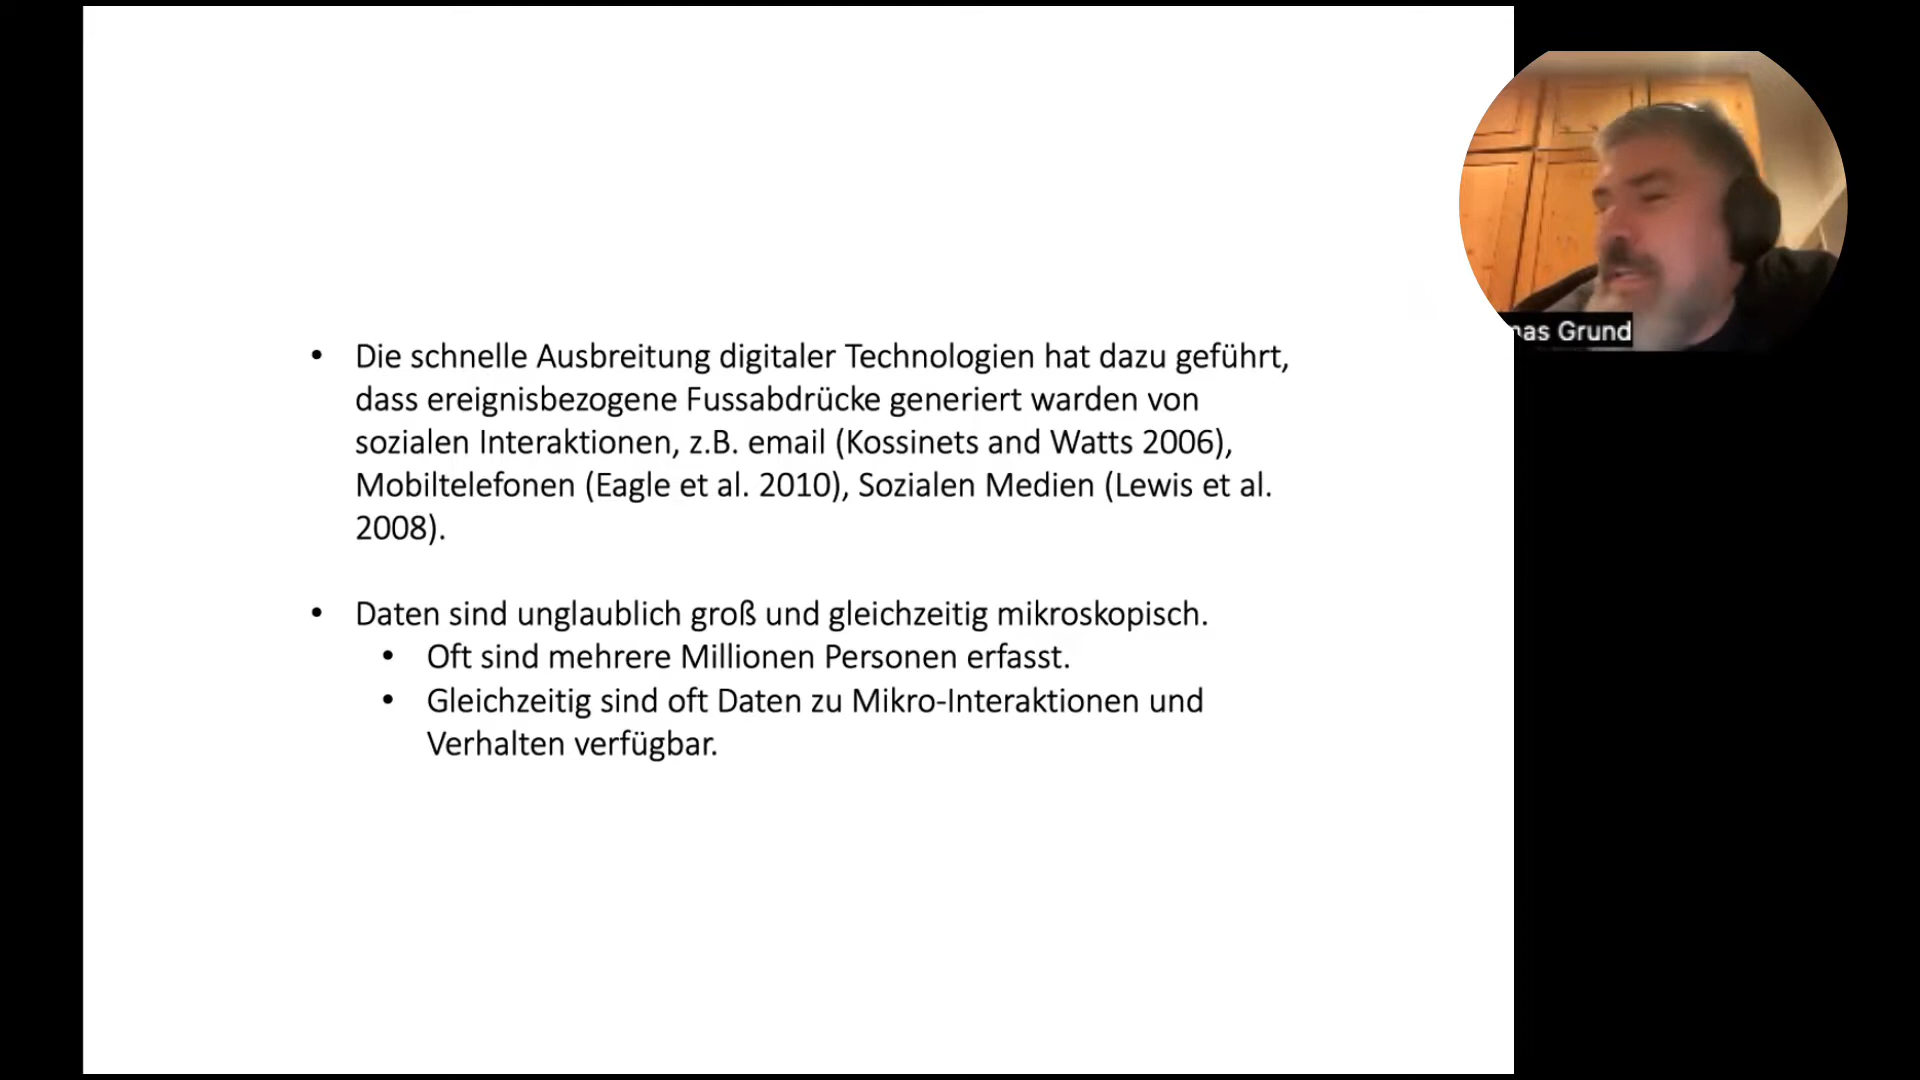 • Die schnelle Ausbreitung digitaler Technologien hat dazu geführt,
dass ereignisbezogene Fussabdrücke generiert warden von
sozialen Interaktionen, z.B. email (Kossinets and Watts 2006),
Mobiltelefonen (Eagle et al. 2010), Sozialen Medien (Lewis et al.
2008).
• Daten sind unglaublich groß und gleichzeitig mikroskopisch.
• Oft sind mehrere Millionen Personen erfasst.
• Gleichzeitig sind oft Daten zu Mikro-Interaktionen und
Verhalten verfügbar.
Grund